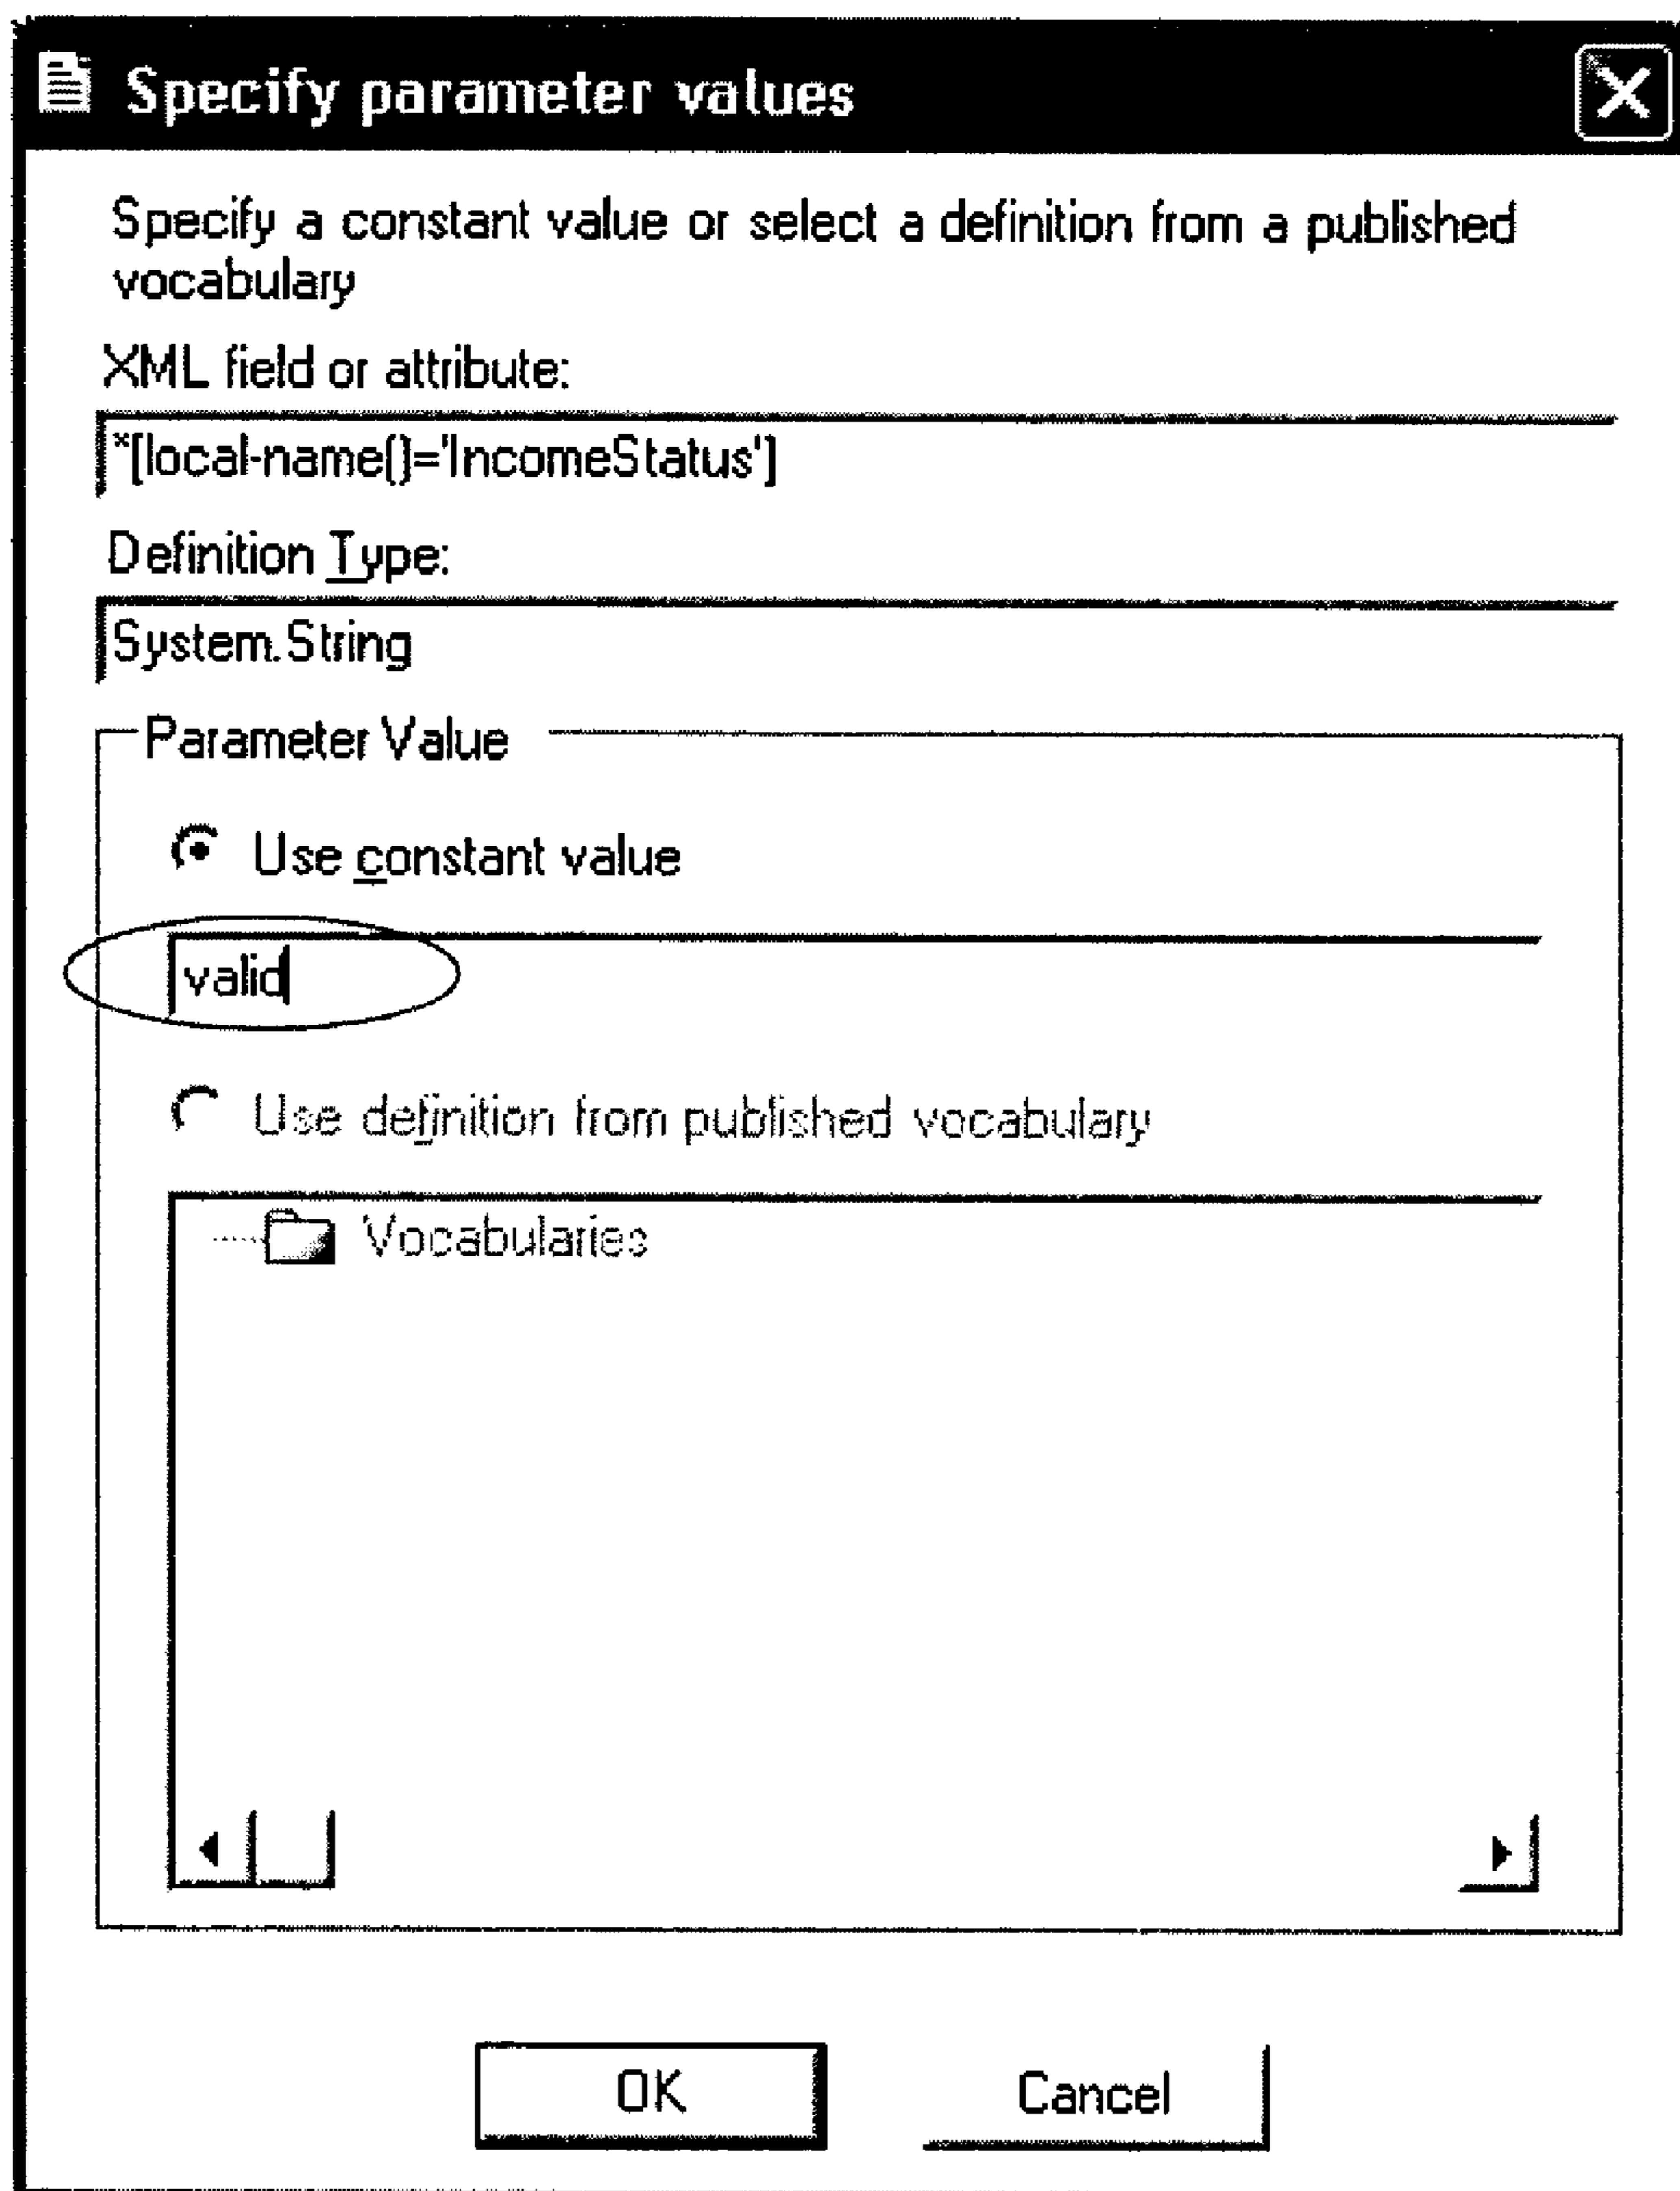 Specify parameter values
Specify a constant value or select a definition from a published
vocabulary
XML field or attribute:
*[local-name()='IncomeStatus']
Definition Type:
System.String
Parameter Value
Use constant value
valid
Use definition from published vocabulary
Vocabularies
OK Cancel